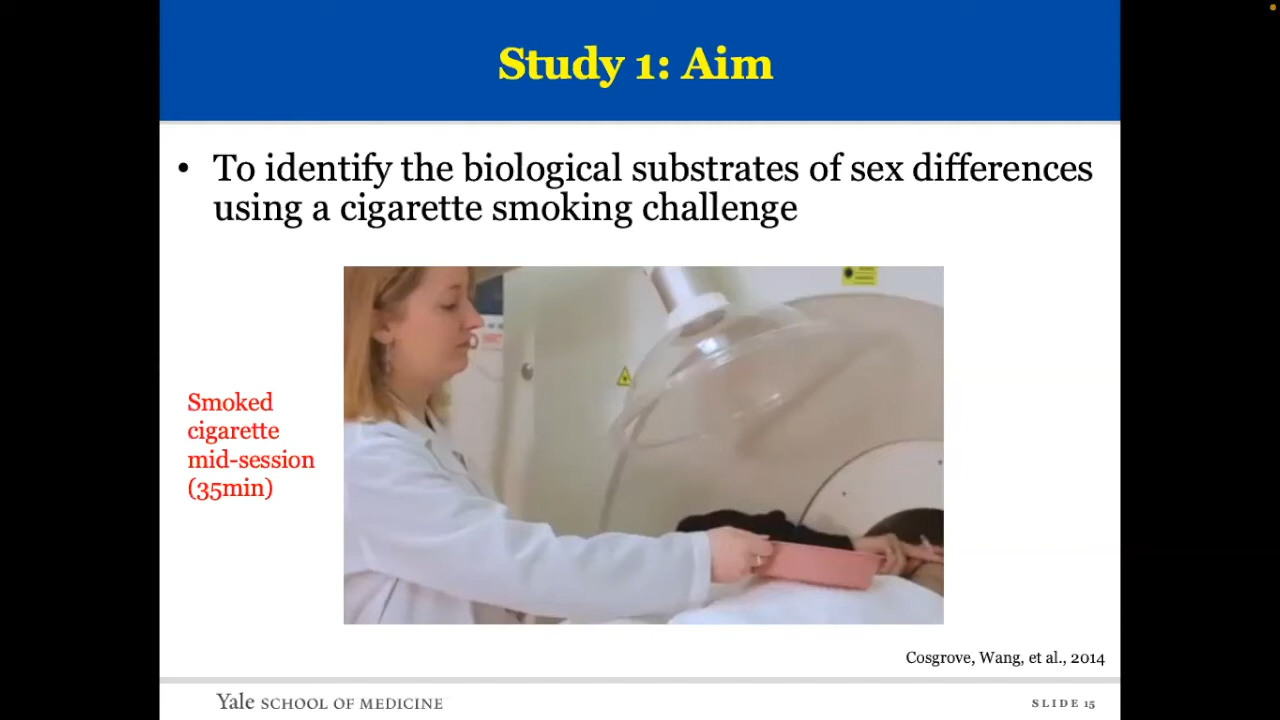 Study 1: Aim
• To identify the biological substrates of sex differences
using a cigarette smoking challenge
Smoked
cigarette
mid-session
(35min)
Cosgrove, Wang, et al., 2014
Yale SCHOOL OF MEDICINE
SLIDE 15